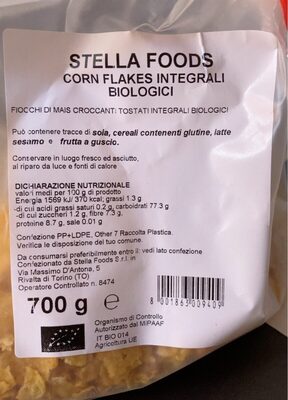 STELLA FOODS
CORN FLAKES INTEGRALI
BIOLOGICI
FIOCCHI DI MAIS CROCCANTI TOSTATI INTEGRALI BIOLOGICI
Può contenere tracce di soia, cereali contenenti glutine, latte
sesamo e frutta a guscio.
Conservare in luogo fresco ed asciutto,
al riparo da luce e fonti di calore
DICHIARAZIONE NUTRIZIONALE
valori medi per 100 g di prodotto
Energia 1569 kJ/ 370 kcal, grassi 1.3 g
-di cui acidi grassi saturi 0.2 g, carboidrati 77.3 g
-di cui zuccheri 1.2 g, fibre 7.3 g,
proteine 8.7 g, sale 0.01 g
Confezione PP+LDPE, Other 7 Raccolta Plastica.
Verifica le disposizione del tuo comune
Da consumarsi preferibilmente entro il: vedi lato confezione
Confezionato da Stella Foods S.r.l. in
Via Massimo D'Antona, 5
Rivalta di Torino (TO)
Operatore Controllato n. 8474
700 g e
8 001863 009409
Organismo di Controllo
Autorizzato dal MIPAAF
IT BIO 014
Agricoltura UE